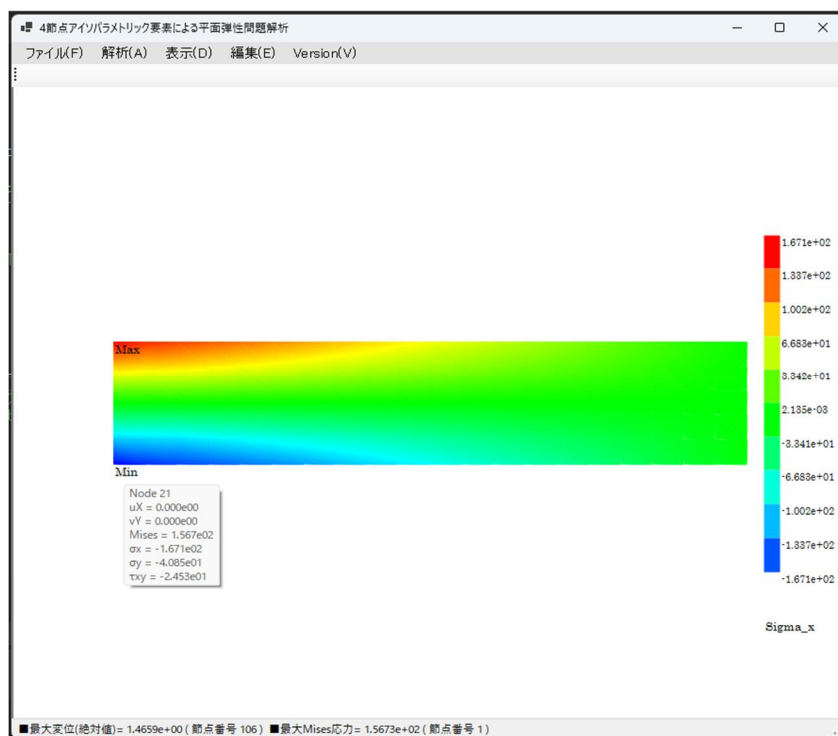 4節点アイソパラメトリック要素による平面弾性問題解析
ファイル(F) 解析(A) 表示(D) 編集(E) Version(V)
Max
Min
Node 21
uX = 0.000e00
vY = 0.000e00
Mises = 1.567e02
σx = -1.671e02
σy = -4.085e01
τxy = -2.453e01
1.671e+02
1.337e+02
1.002e+02
6.683e+01
3.342e+01
2.135e-03
-3.341e+01
-6.683e+01
-1.002e+02
-1.337e+02
-1.671e+02
Sigma_x
■最大変位(絶対値)= 1.4659e+00 ( 節点番号 106 ) ■最大Mises応力= 1.5673e+02 ( 節点番号 1 )